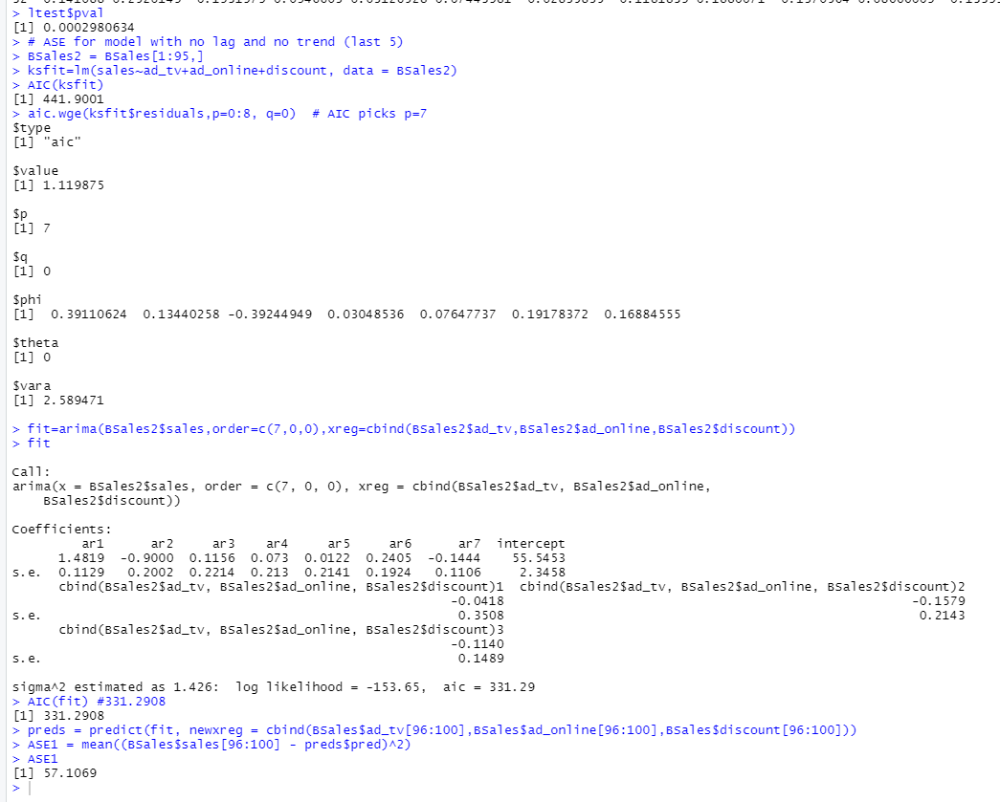 > ltest$pval
[1] 0.0002980634
> # ASE for model with no lag and no trend (last 5)
> BSales2 = BSales[1:95,]
> ksfit=lm(sales~ad_tv+ad_online+discount, data = BSales2)
> AIC(ksfit)
[1] 441.9001
> aic.wge(ksfit$residuals,p=0:8, q=0)  # AIC picks p=7
$type
[1] "aic"

$value
[1] 1.119875

$p
[1] 7

$q
[1] 0

$phi
[1]  0.39110624  0.13440258 -0.39244949  0.03048536  0.07647737  0.19178372  0.16884555

$theta
[1] 0

$vara
[1] 2.589471

> fit=arima(BSales2$sales,order=c(7,0,0),xreg=cbind(BSales2$ad_tv,BSales2$ad_online,BSales2$discount))
> fit

Call:
arima(x = BSales2$sales, order = c(7, 0, 0), xreg = cbind(BSales2$ad_tv, BSales2$ad_online,
    BSales2$discount))

Coefficients:
         ar1      ar2     ar3    ar4     ar5     ar6      ar7  intercept
      1.4819  -0.9000  0.1156  0.073  0.0122  0.2405  -0.1444    55.5453
s.e.  0.1129   0.2002  0.2214  0.213  0.2141  0.1924   0.1106     2.3458
      cbind(BSales2$ad_tv, BSales2$ad_online, BSales2$discount)1  cbind(BSales2$ad_tv, BSales2$ad_online, BSales2$discount)2
                                                         -0.0418                                                     -0.1579
s.e.                                                      0.3508                                                      0.2143
      cbind(BSales2$ad_tv, BSales2$ad_online, BSales2$discount)3
                                                         -0.1140
s.e.                                                      0.1489

sigma^2 estimated as 1.426:  log likelihood = -153.65,  aic = 331.29
> AIC(fit) #331.2908
[1] 331.2908
> preds = predict(fit, newxreg = cbind(BSales$ad_tv[96:100],BSales$ad_online[96:100],BSales$discount[96:100]))
> ASE1 = mean((BSales$sales[96:100] - preds$pred)^2)
> ASE1
[1] 57.1069
>